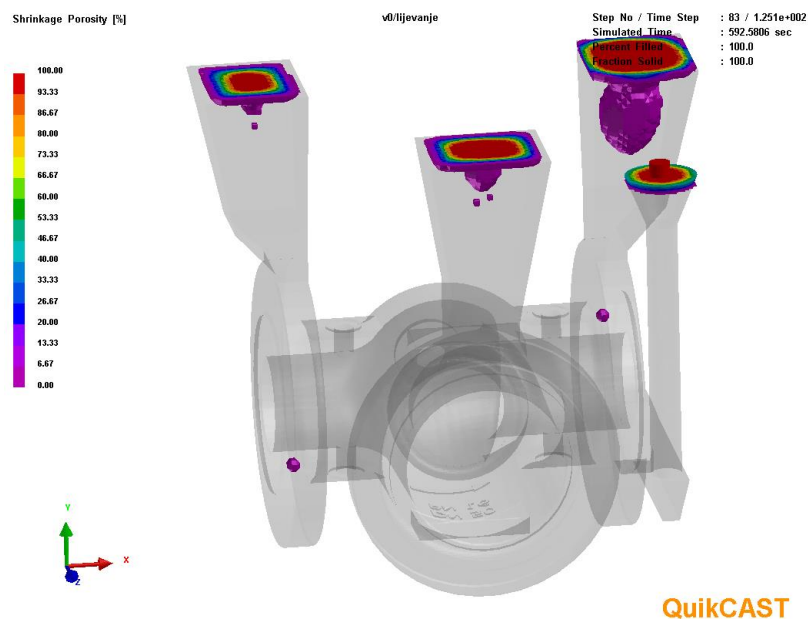 Shrinkage Porosity [%]
v0/lijevanje
Step No / Time Step : 83 / 1.251e+002
Simulated Time : 592.5806 sec
Percent Filled : 100.0
Fraction Solid : 100.0
100.00
93.33
86.67
80.00
73.33
66.67
60.00
53.33
46.67
40.00
33.33
26.67
20.00
13.33
6.67
0.00
Y
X
Z
QuikCAST